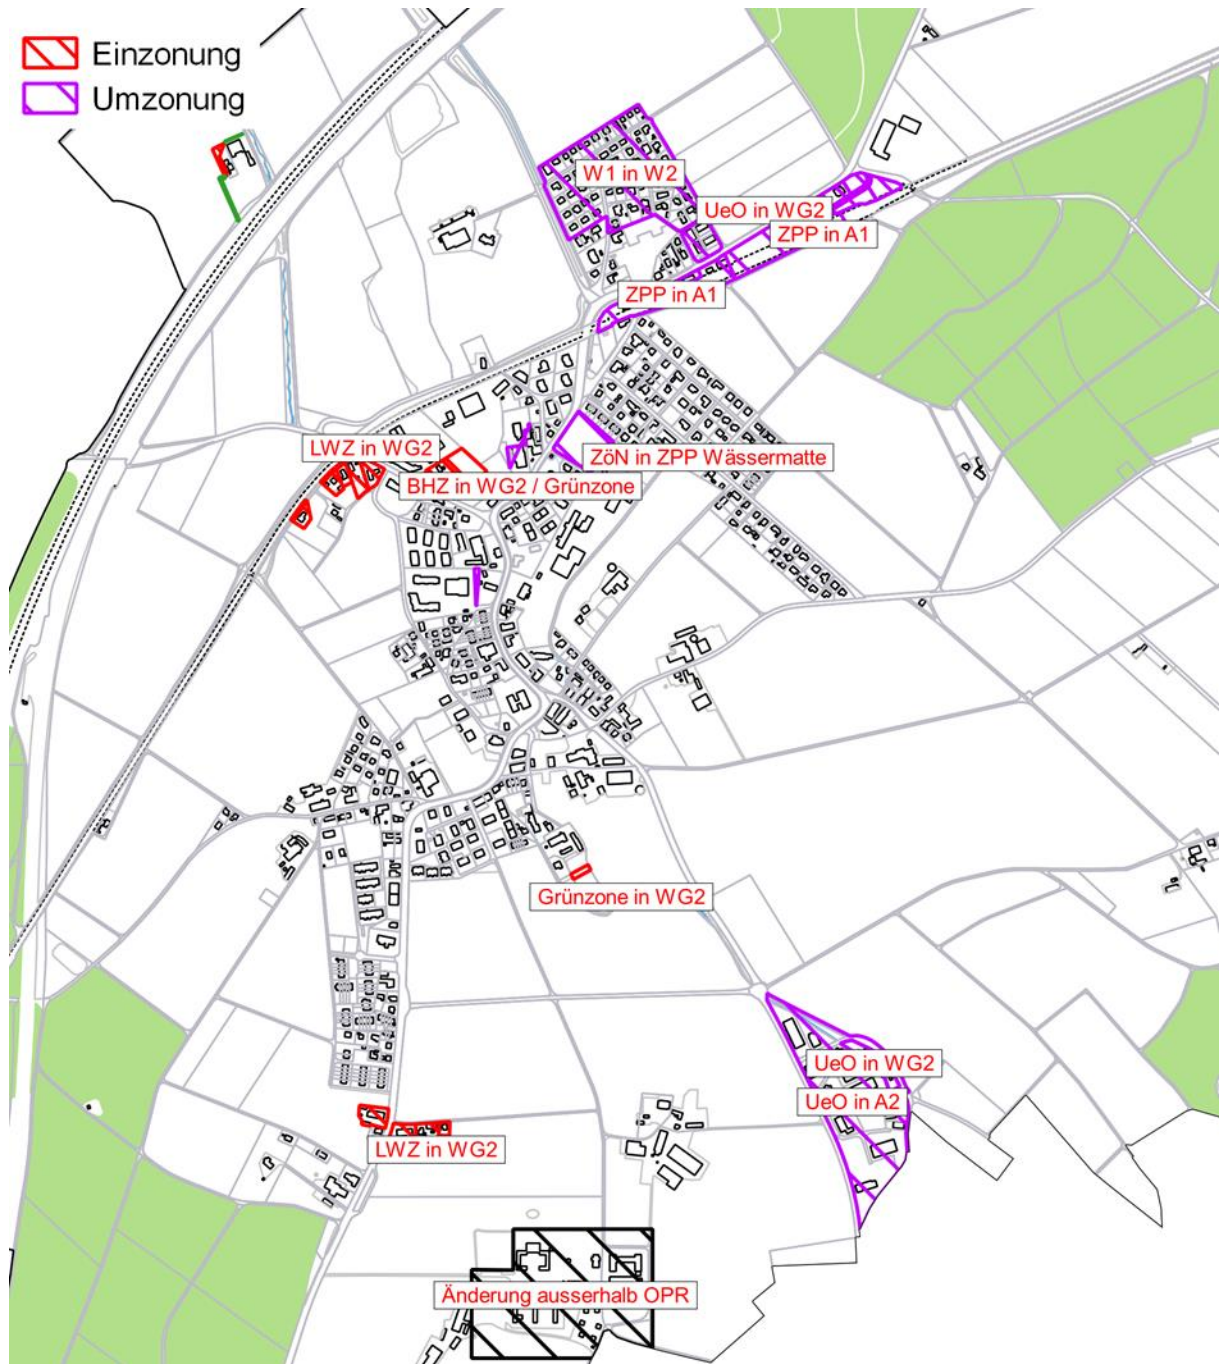 Einzonung
Umzonung
W1 in W2
UeO in WG2
ZPP in A1
ZPP in A1
LWZ in WG2
ZöN in ZPP Wässermatte
BHZ in WG2 / Grünzone
Grünzone in WG2
UeO in WG2
UeO in A2
LWZ in WG2
Änderung ausserhalb OPR